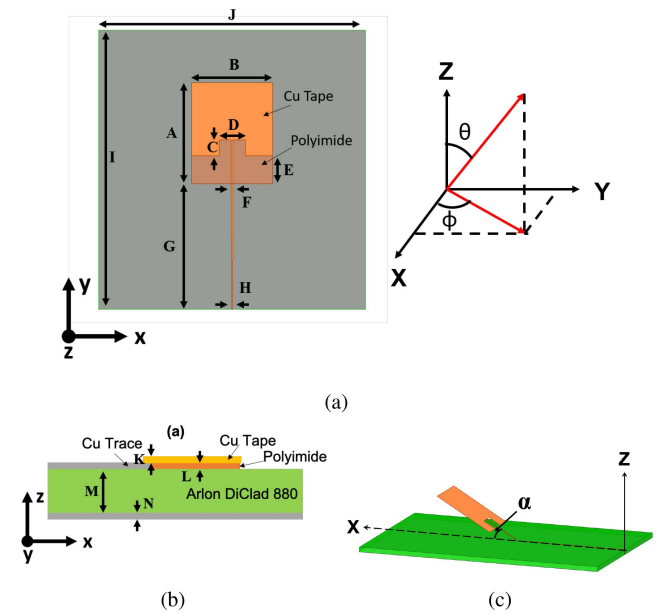 J
B
Cu Tape
A
D
Polyimide
C
E
I
F
G
H
y
x
z
Z
θ
Y
ϕ
X
(a)
(a)
Cu Trace
K
Cu Tape
Polyimide
L
M
Arlon DiClad 880
N
z
y
x
(b)
Z
α
X
(c)